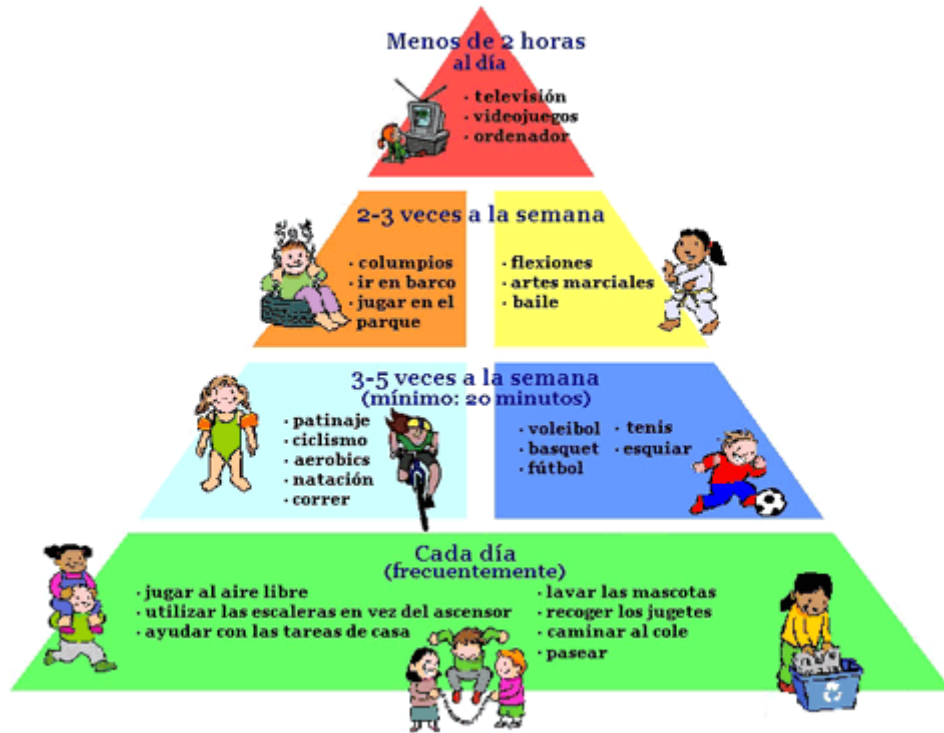 Menos de 2 horas
al día
· televisión
· videojuegos
· ordenador
2-3 veces a la semana
· columpios
· ir en barco
· jugar en el
parque
· flexiones
· artes marciales
· baile
3-5 veces a la semana
(mínimo: 20 minutos)
· patinaje
· ciclismo
· aerobics
· natación
· correr
· voleibol
· basquet
· fútbol
· tenis
· esquiar
Cada día
(frecuentemente)
· jugar al aire libre
· utilizar las escaleras en vez del ascensor
· ayudar con las tareas de casa
· lavar las mascotas
· recoger los jugetes
· caminar al cole
· pasear